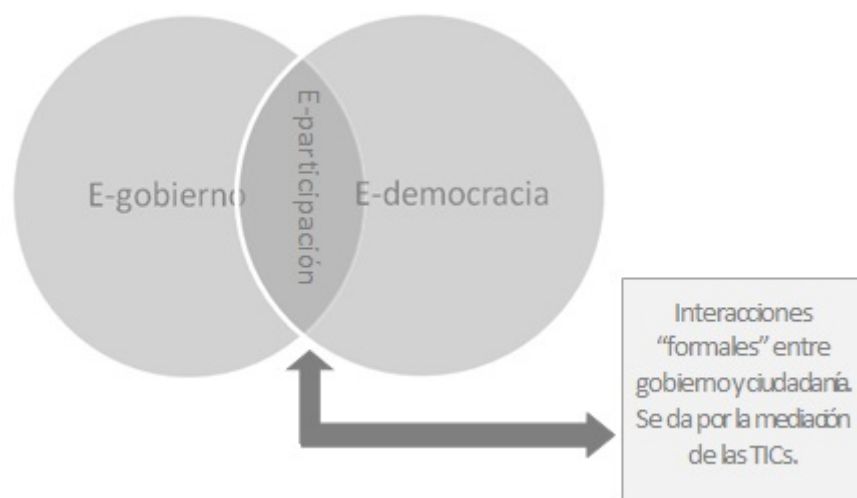 E-gobierno
E-participación
E-democracia
Interacciones
“formales” entre
gobierno y ciudadanía.
Se da por la mediación
de las TICs.